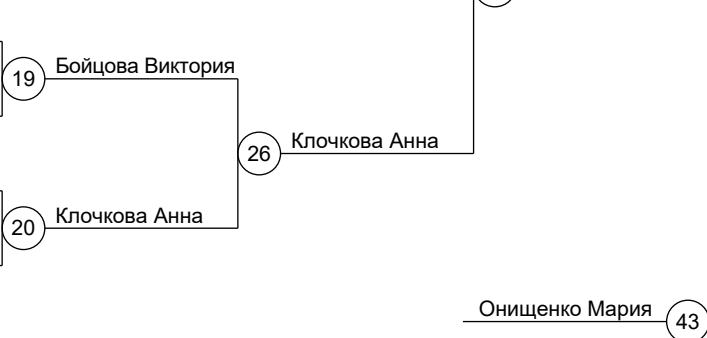 19 Бойцова Виктория
26 Клочкова Анна
20 Клочкова Анна
Онищенко Мария 43